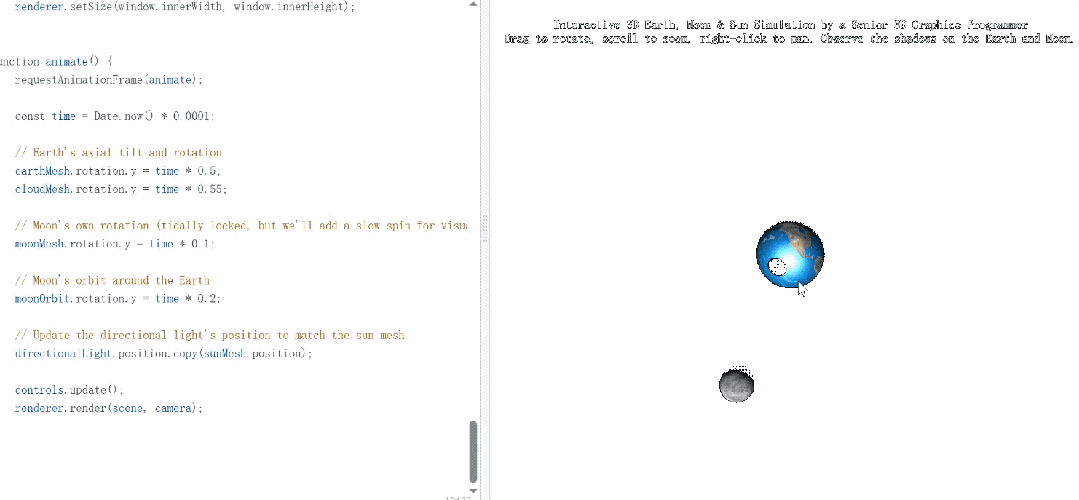 renderer.setSize(window.innerWidth, window.innerHeight);
unction animate() {
requestAnimationFrame(animate);
const time = Date.now() * 0.0001;
// Earth's axial tilt and rotation
earthMesh.rotation.y = time * 0.5;
cloudMesh.rotation.y = time * 0.55;
// Moon's own rotation (tidally locked, but we'll add a slow spin for visu
moonMesh.rotation.y = time * 0.1;
// Moon's orbit around the Earth
moonOrbit.rotation.y = time * 0.2;
// Update the directional light's position to match the sun mesh
directionalLight.position.copy(sunMesh.position);
controls.update();
renderer.render(scene, camera);
Interactive 3D Earth, Moon & Sun Simulation by a Senior JS Graphics Programmer
Drag to rotate, scroll to zoom, right-click to pan. Observe the shadows on the Earth and Moon.